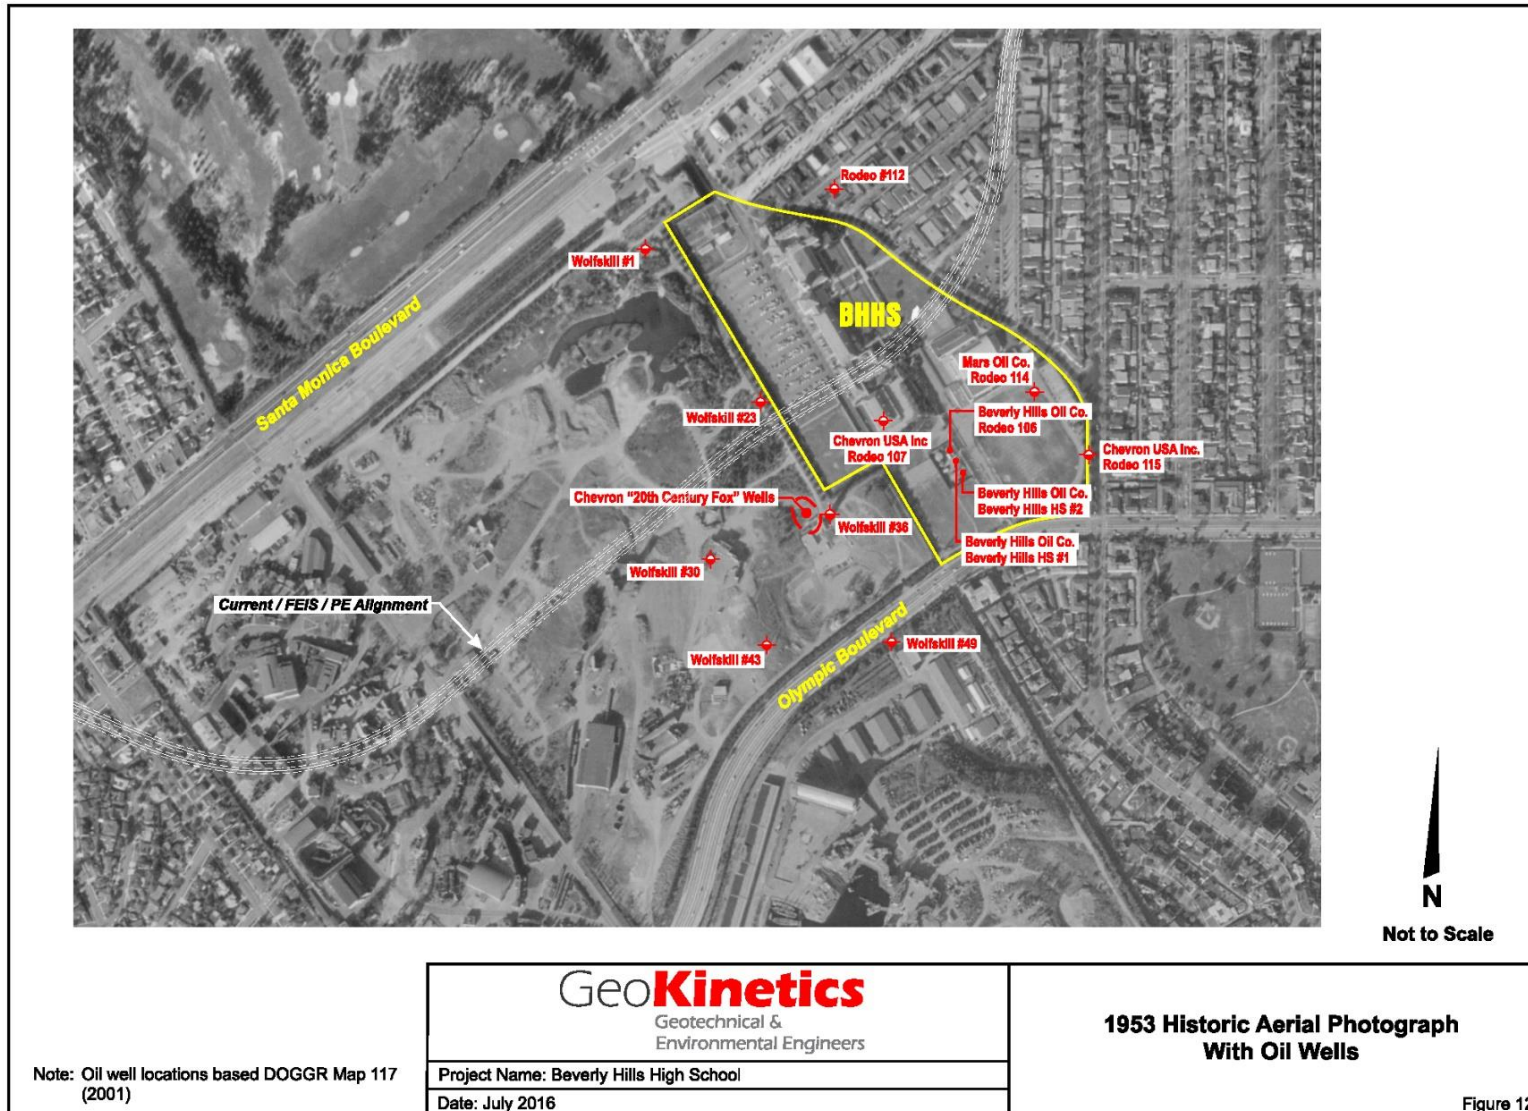 Rodeo #112
Wolfskill #1
Santa Monica Boulevard
BHHS
Mars Oil Co.
Rodeo 114
Wolfskill #23
Beverly Hills Oil Co.
Rodeo 106
Chevron USA Inc
Rodeo 107
Chevron USA Inc.
Rodeo 115
Chevron "20th Century Fox" Wells
Beverly Hills Oil Co.
Beverly Hills HS #2
Wolfskill #36
Beverly Hills Oil Co.
Beverly Hills HS #1
Wolfskill #30
Current / FEIS / PE Alignment
Wolfskill #43
Olympic Boulevard
Wolfskill #49
N
Not to Scale
GeoKinetics
Geotechnical &
Environmental Engineers
1953 Historic Aerial Photograph
With Oil Wells
Note: Oil well locations based DOGGR Map 117
(2001)
Project Name: Beverly Hills High School
Date: July 2016
Figure 12